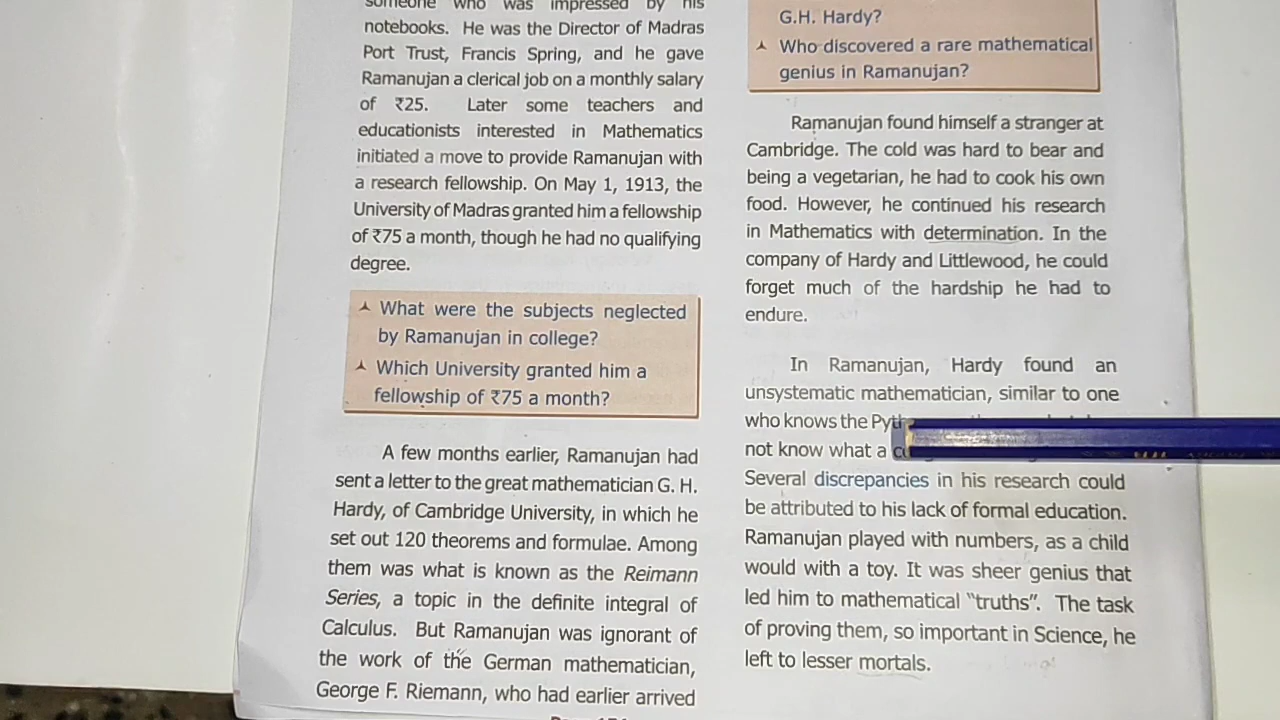 someone who was impressed by his
notebooks. He was the Director of Madras
Port Trust, Francis Spring, and he gave
Ramanujan a clerical job on a monthly salary
of ₹25. Later some teachers and
educationists interested in Mathematics
initiated a move to provide Ramanujan with
a research fellowship. On May 1, 1913, the
University of Madras granted him a fellowship
of ₹75 a month, though he had no qualifying
degree.
What were the subjects neglected
by Ramanujan in college?
Which University granted him a
fellowship of ₹75 a month?
A few months earlier, Ramanujan had
sent a letter to the great mathematician G. H.
Hardy, of Cambridge University, in which he
set out 120 theorems and formulae. Among
them was what is known as the Reimann
Series, a topic in the definite integral of
Calculus. But Ramanujan was ignorant of
the work of the German mathematician,
George F. Riemann, who had earlier arrived
G.H. Hardy?
Who discovered a rare mathematical
genius in Ramanujan?
Ramanujan found himself a stranger at
Cambridge. The cold was hard to bear and
being a vegetarian, he had to cook his own
food. However, he continued his research
in Mathematics with determination. In the
company of Hardy and Littlewood, he could
forget much of the hardship he had to
endure.
In Ramanujan, Hardy found an
unsystematic mathematician, similar to one
who knows the
not know what a
Several discrepancies in his research could
be attributed to his lack of formal education.
Ramanujan played with numbers, as a child
would with a toy. It was sheer genius that
led him to mathematical “truths”. The task
of proving them, so important in Science, he
left to lesser mortals.